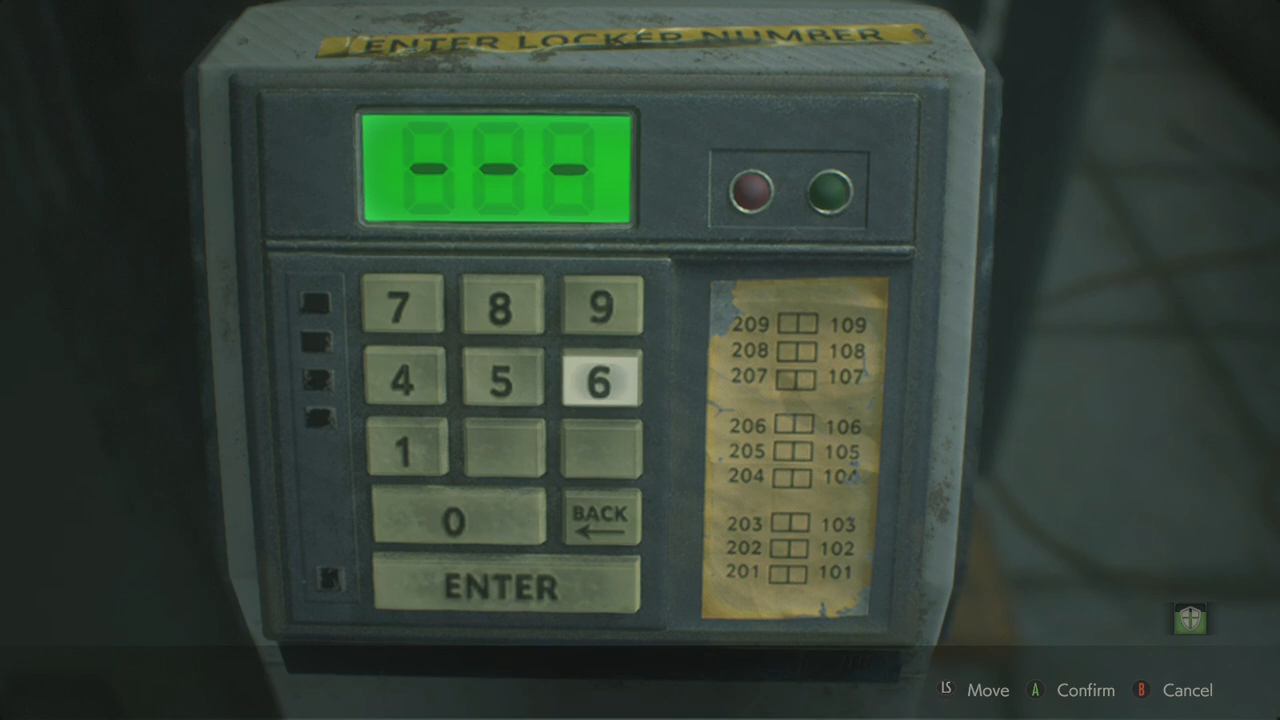 ENTER LOCKER NUMBER
- - -
7 8 9
4 5 6
1
0 BACK
ENTER
209 109
208 108
207 107
206 106
205 105
204 104
203 103
202 102
201 101
LS Move A Confirm B Cancel